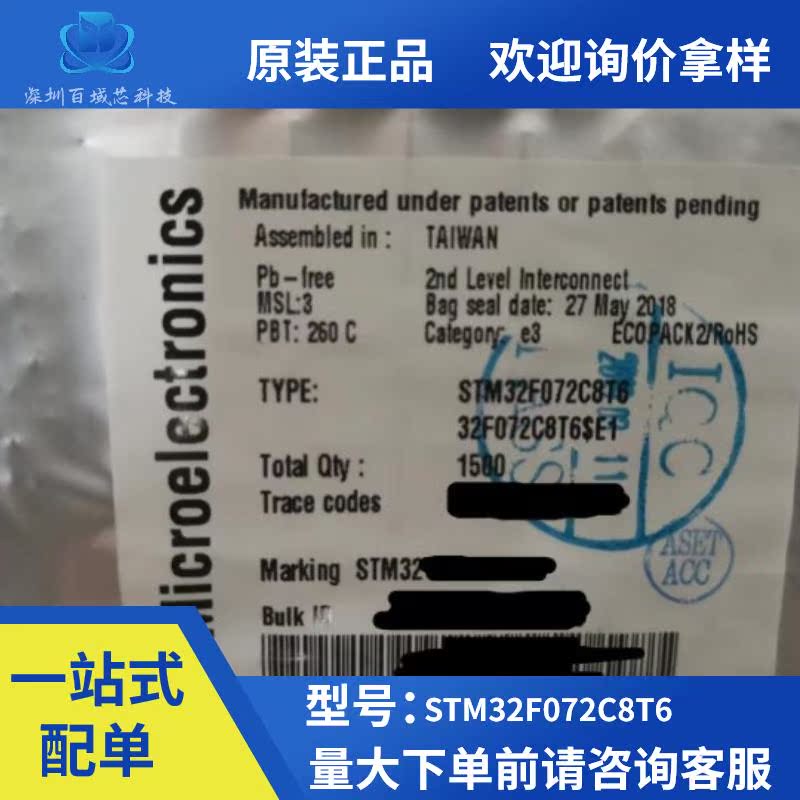 深圳百域芯科技
原装正品 欢迎询价拿样
Microelectronics
Manufactured under patents or patents pending
Assembled in : TAIWAN
Pb-free 2nd Level Interconnect
MSL:3 Bag seal date: 27 May 2018
PBT: 260 C Category: e3 ECOPACK2/RoHS
TYPE: STM32F072C8T6
32F072C8T6$E1
Total Qty : 1500
Trace codes
Marking STM32
Bulk ID
IQC
PASS
ASET
ACC
一站式
配单
型号:STM32F072C8T6
量大下单前请咨询客服